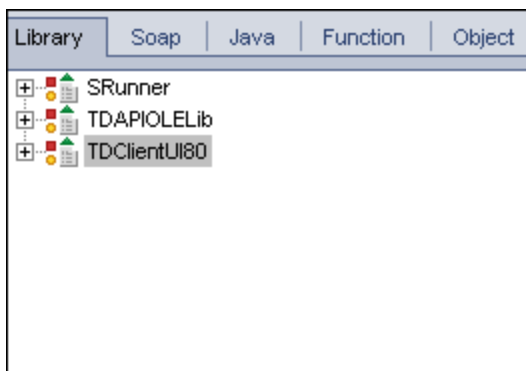 Library Soap Java Function Object
SRunner
TDAPIOLELib
TDClientUI80